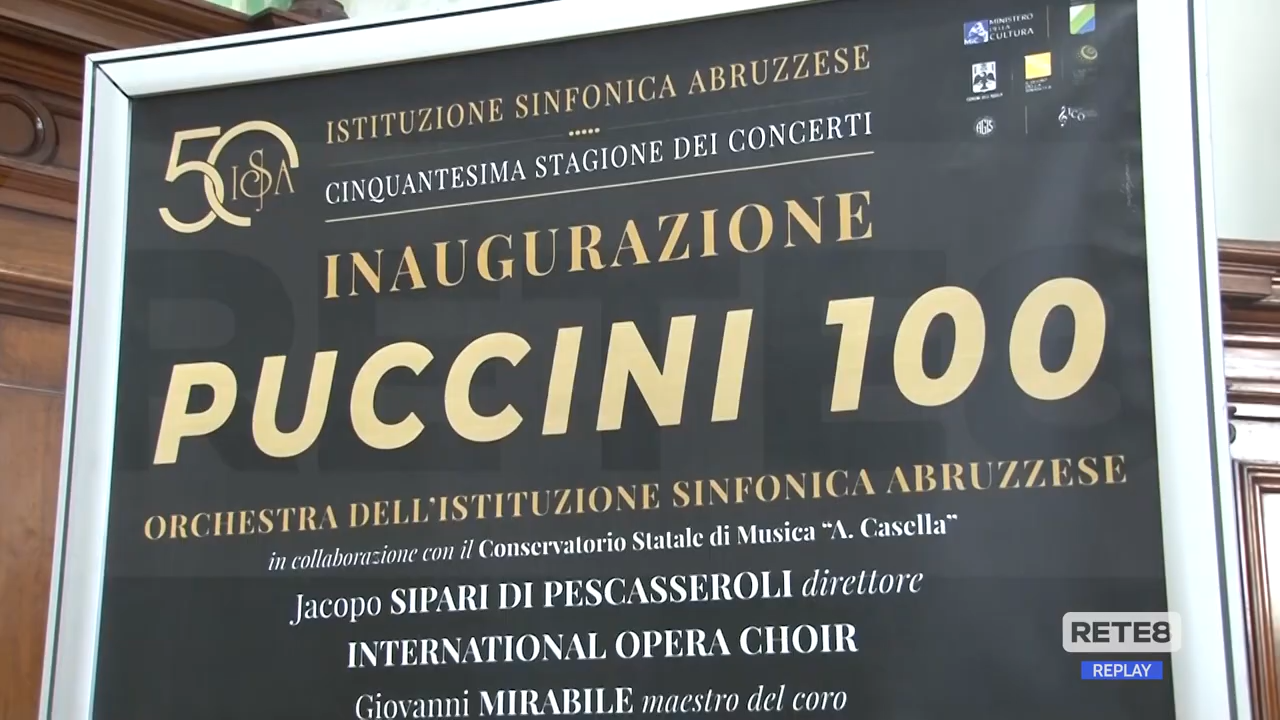 50 ISA
ISTITUZIONE SINFONICA ABRUZZESE
CINQUANTESIMA STAGIONE DEI CONCERTI
MiC MINISTERO DELLA CULTURA
AGIS
INAUGURAZIONE
PUCCINI 100
ORCHESTRA DELL'ISTITUZIONE SINFONICA ABRUZZESE
in collaborazione con il Conservatorio Statale di Musica “A. Casella”
Jacopo SIPARI DI PESCASSEROLI direttore
INTERNATIONAL OPERA CHOIR
Giovanni MIRABILE maestro del coro
RETE8
REPLAY